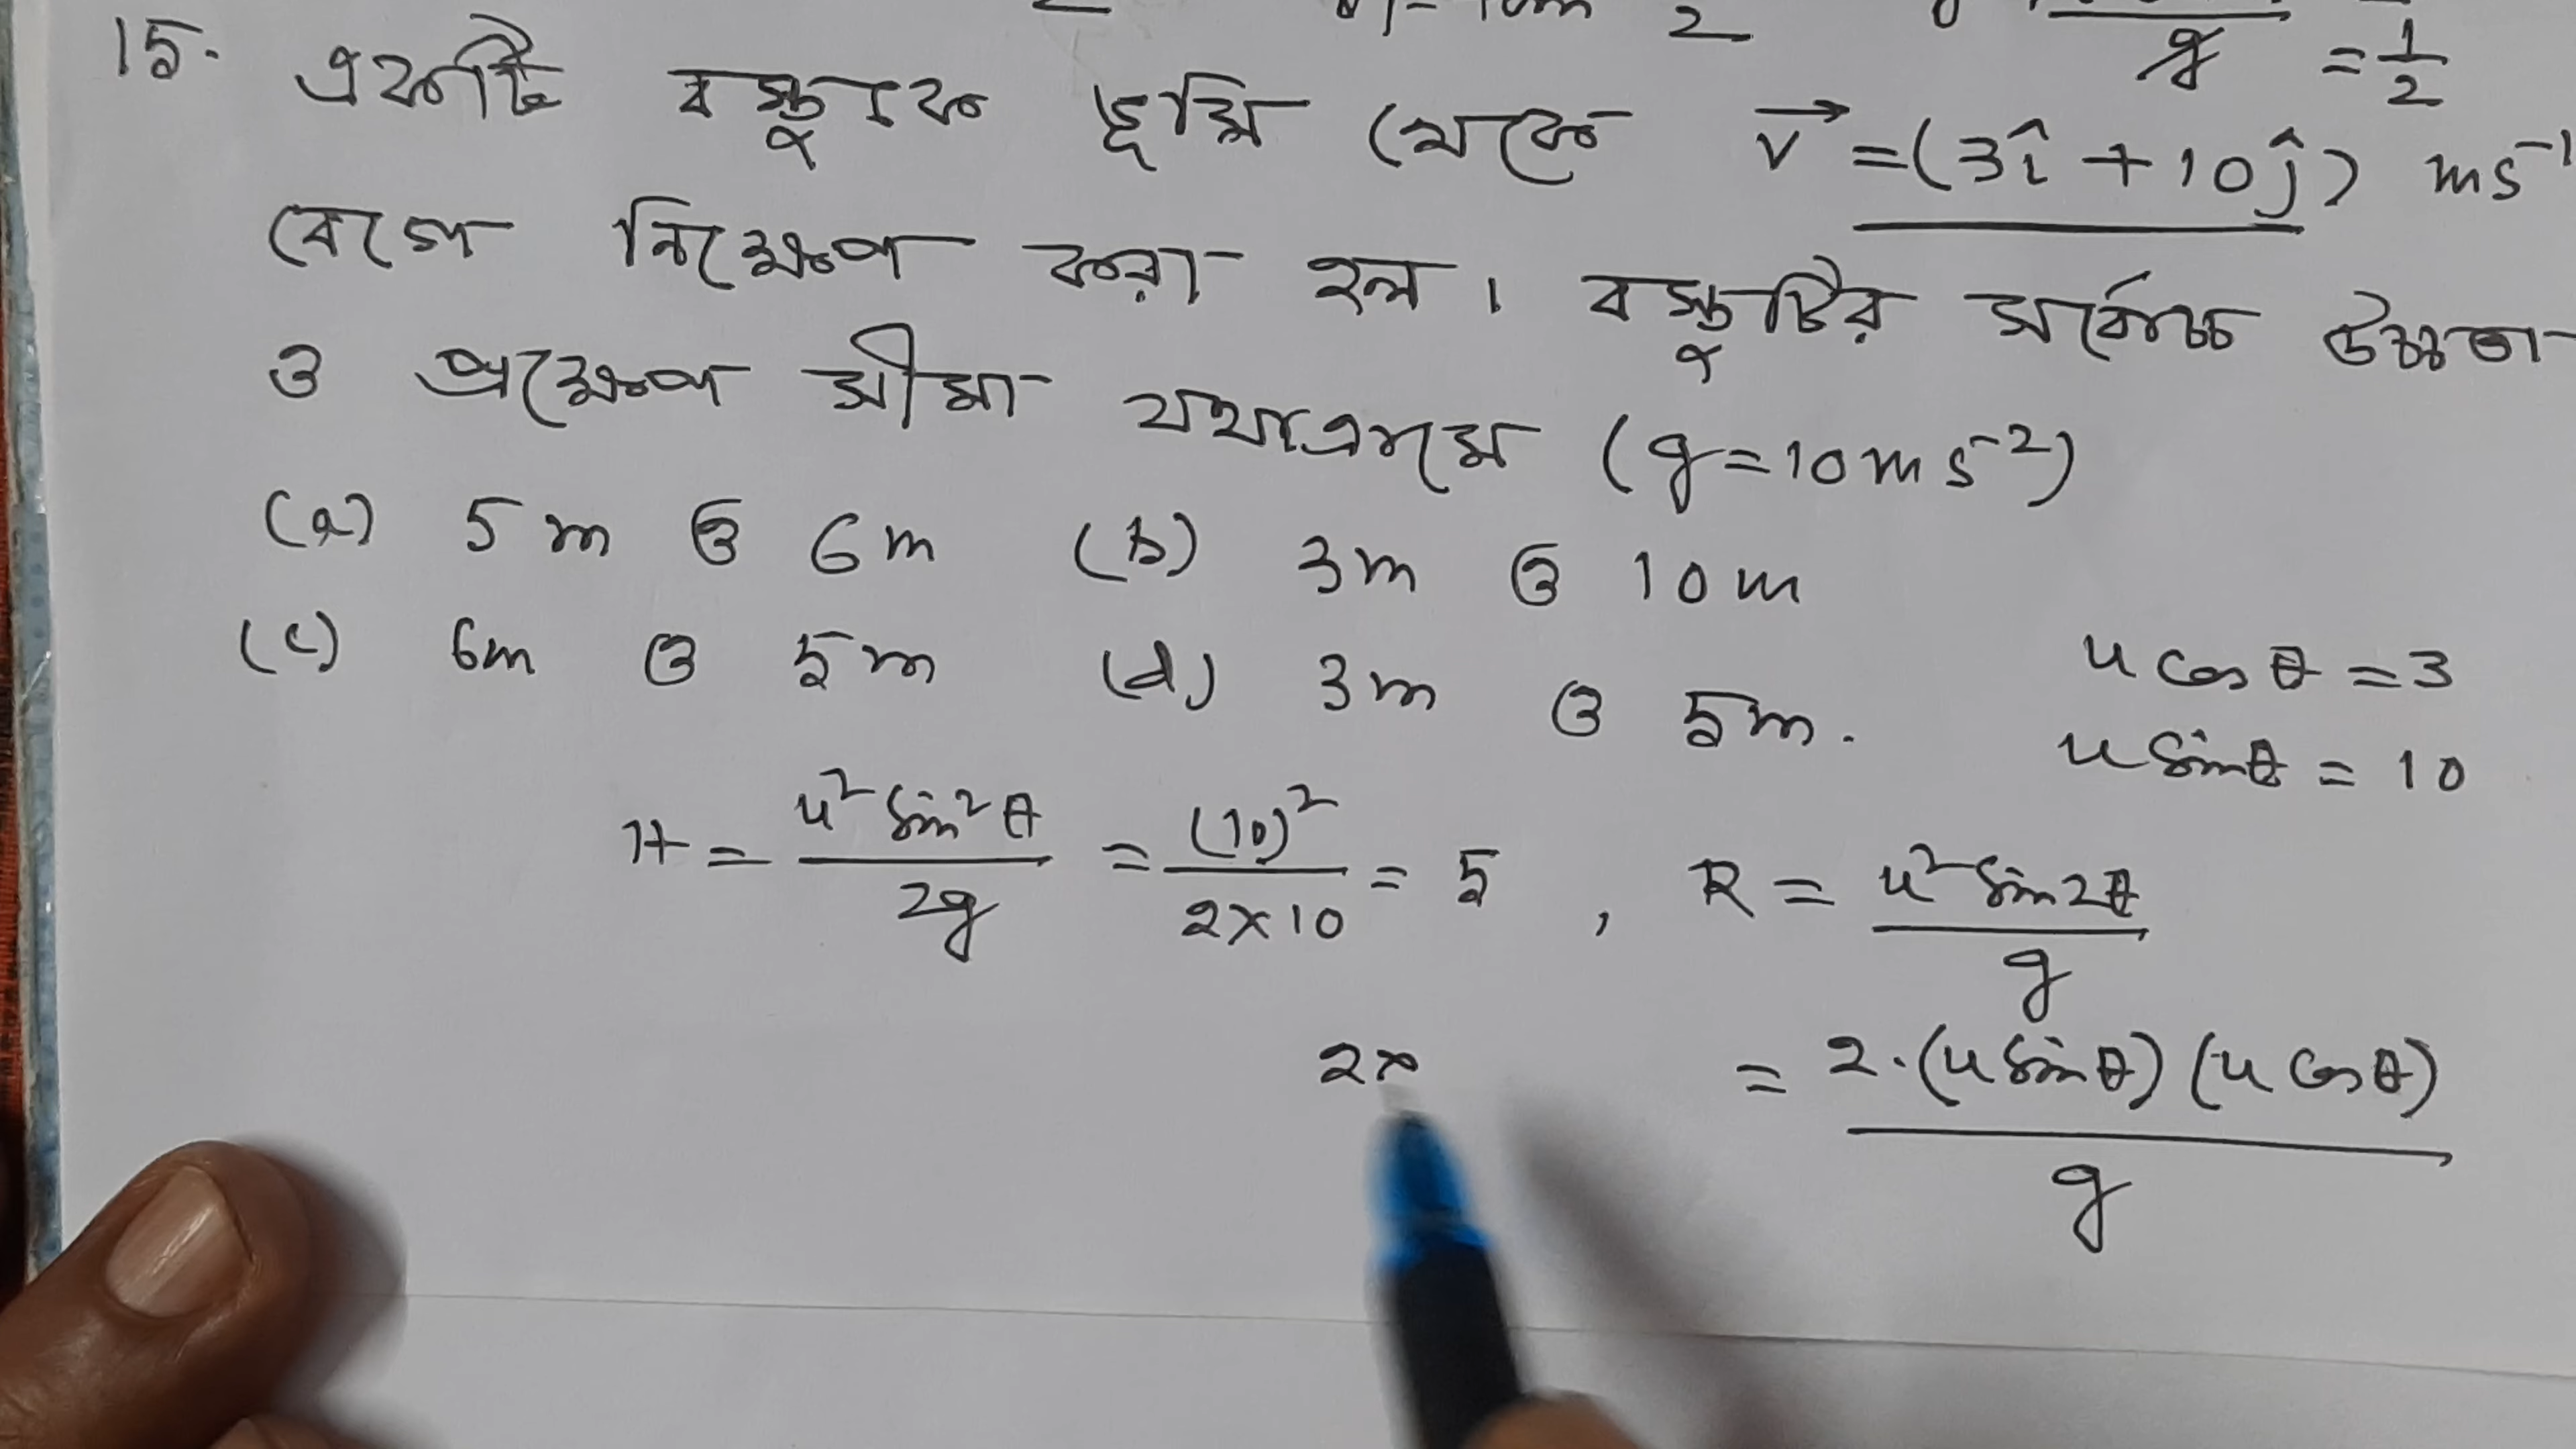 15. একটি বস্তুকে ভূমি থেকে v⃗ = (3î + 10ĵ) ms⁻¹
বেগে নিক্ষেপ করা হল। বস্তুটির সর্বোচ্চ উচ্চতা
ও প্রক্ষেপ সীমা যথাক্রমে (g = 10 m s⁻²)
(a) 5 m ও 6 m (b) 3 m ও 10 m
(c) 6 m ও 5 m (d) 3 m ও 5 m.
u cos θ = 3
u sin θ = 10
H = u² sin² θ / 2g = (10)² / 2 × 10 = 5 , R = u² sin 2θ / g
2× = 2 · (u sin θ) (u cos θ) / g